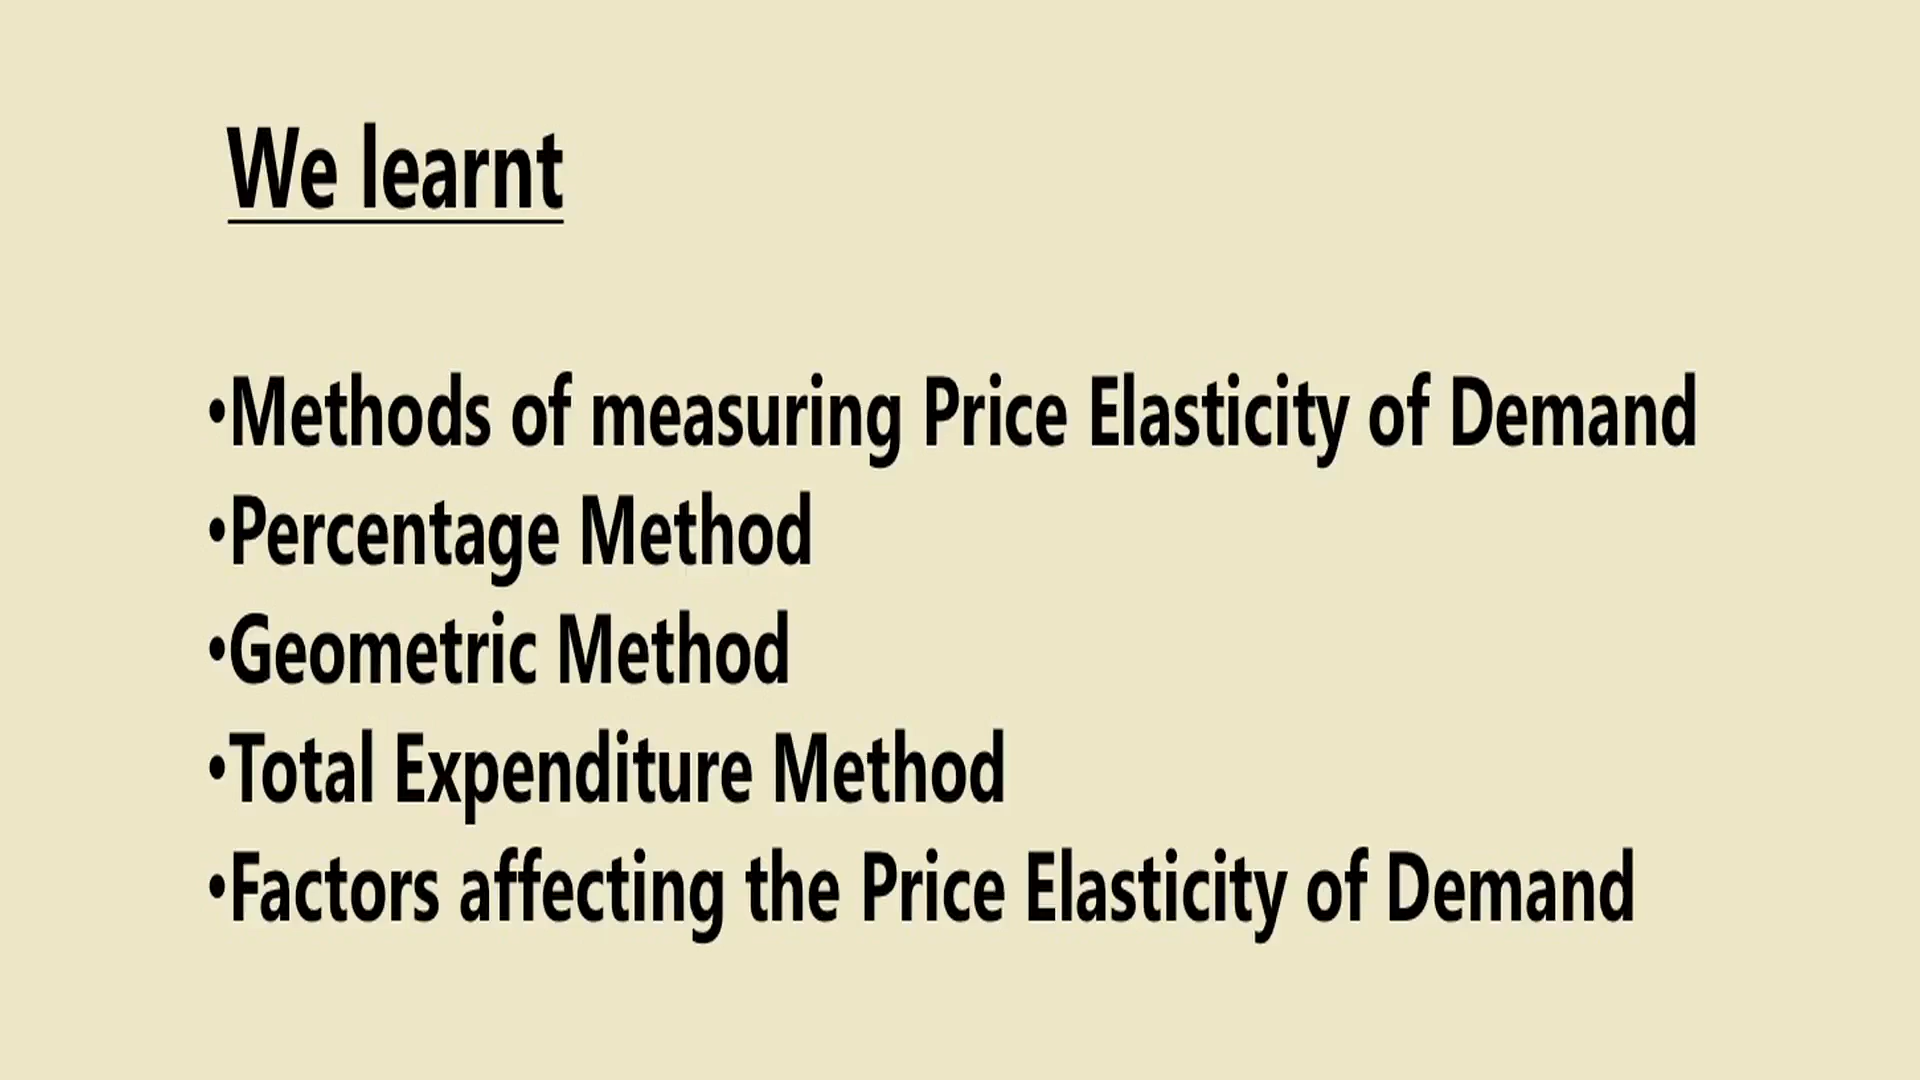 We learnt
•Methods of measuring Price Elasticity of Demand
•Percentage Method
•Geometric Method
•Total Expenditure Method
•Factors affecting the Price Elasticity of Demand